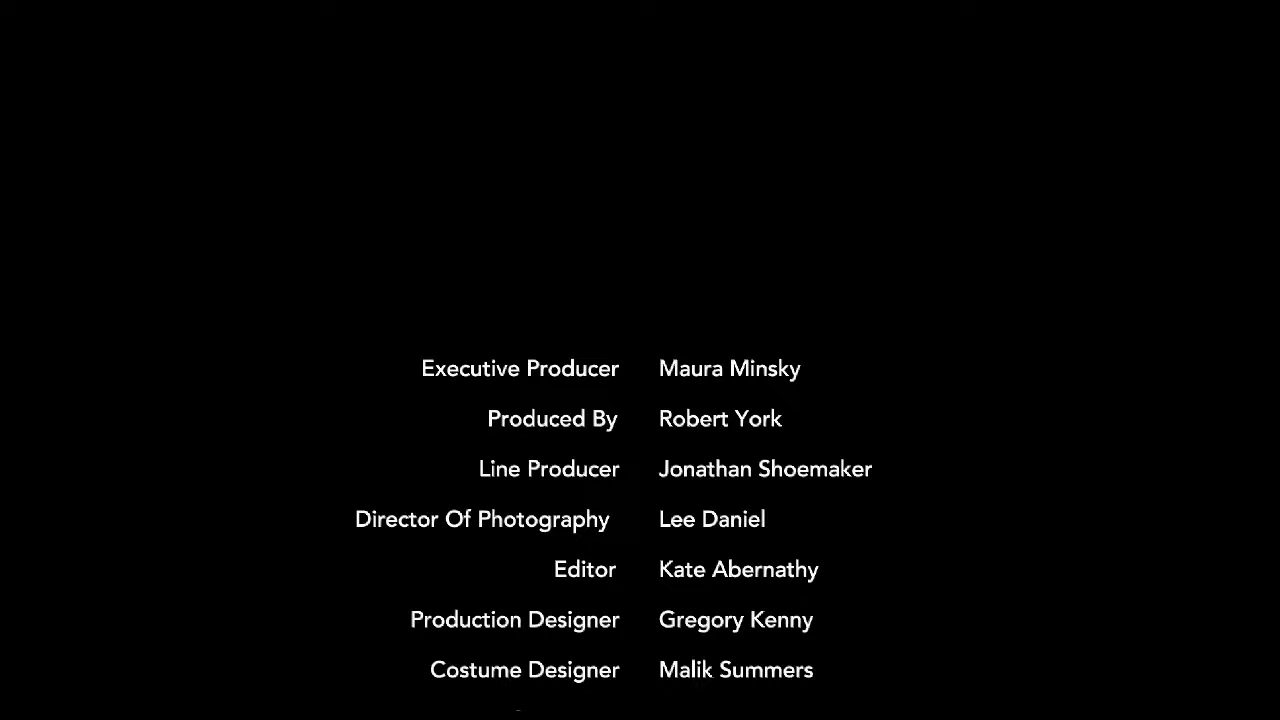 Executive Producer Maura Minsky
Produced By Robert York
Line Producer Jonathan Shoemaker
Director Of Photography Lee Daniel
Editor Kate Abernathy
Production Designer Gregory Kenny
Costume Designer Malik Summers